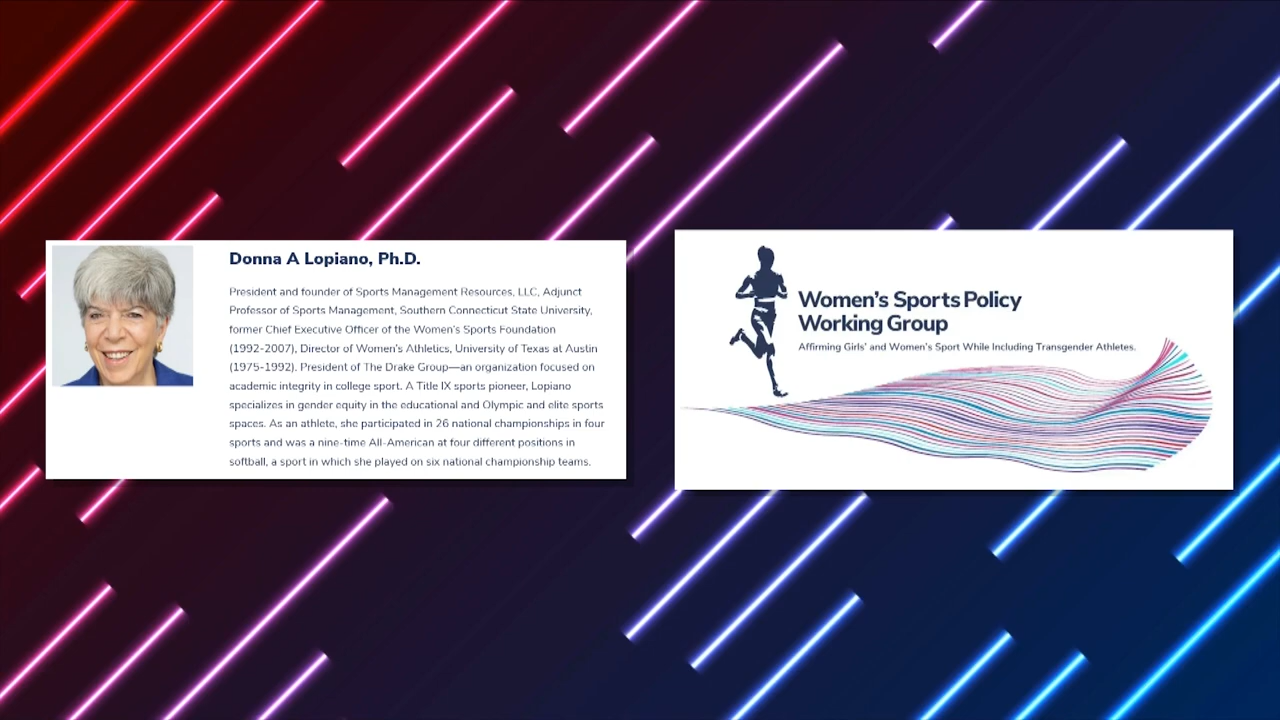 Donna A Lopiano, Ph.D.
President and founder of Sports Management Resources, LLC, Adjunct
Professor of Sports Management, Southern Connecticut State University,
former Chief Executive Officer of the Women's Sports Foundation
(1992-2007), Director of Women's Athletics, University of Texas at Austin
(1975-1992). President of The Drake Group—an organization focused on
academic integrity in college sport. A Title IX sports pioneer, Lopiano
specializes in gender equity in the educational and Olympic and elite sports
spaces. As an athlete, she participated in 26 national championships in four
sports and was a nine-time All-American at four different positions in
softball, a sport in which she played on six national championship teams.
Women's Sports Policy
Working Group
Affirming Girls' and Women's Sport While Including Transgender Athletes.